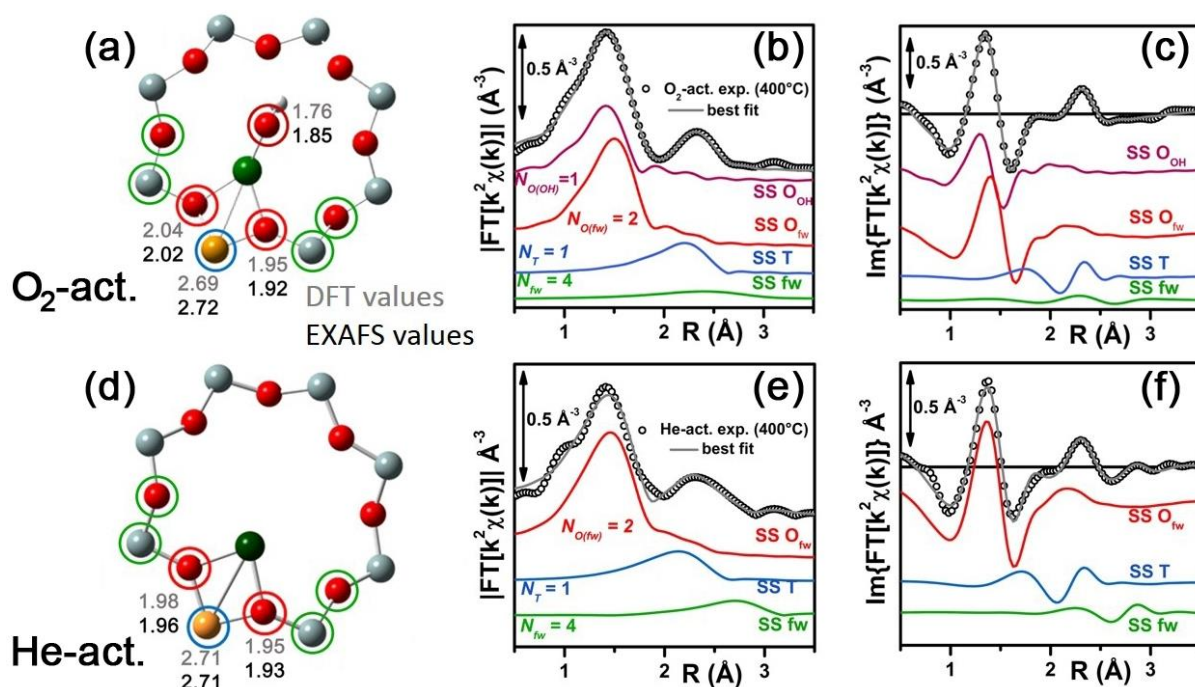 (a)
1.76
1.85
2.04
2.02
1.95
1.92
2.69
2.72
O₂-act.
DFT values
EXAFS values
(b)
|FT[k²χ(k)]| (Å⁻³)
0.5 Å⁻³
O₂-act. exp. (400°C)
best fit
N_O(OH)=1
SS O_OH
N_O(fw) = 2
SS O_fw
N_T = 1
SS T
N_fw = 4
SS fw
1 2 3
R (Å)
(c)
Im{FT[k²χ(k)]} (Å⁻³)
0.5 Å⁻³
SS O_OH
SS O_fw
SS T
SS fw
1 2 3
R (Å)
(d)
1.98
1.96
1.95
1.93
2.71
2.71
He-act.
(e)
|FT[k²χ(k)]| Å⁻³
0.5 Å⁻³
He-act. exp. (400°C)
best fit
N_O(fw) = 2
SS O_fw
N_T = 1
SS T
N_fw = 4
SS fw
1 2 3
R (Å)
(f)
Im{FT[k²χ(k)]} Å⁻³
0.5 Å⁻³
SS O_fw
SS T
SS fw
1 2 3
R (Å)